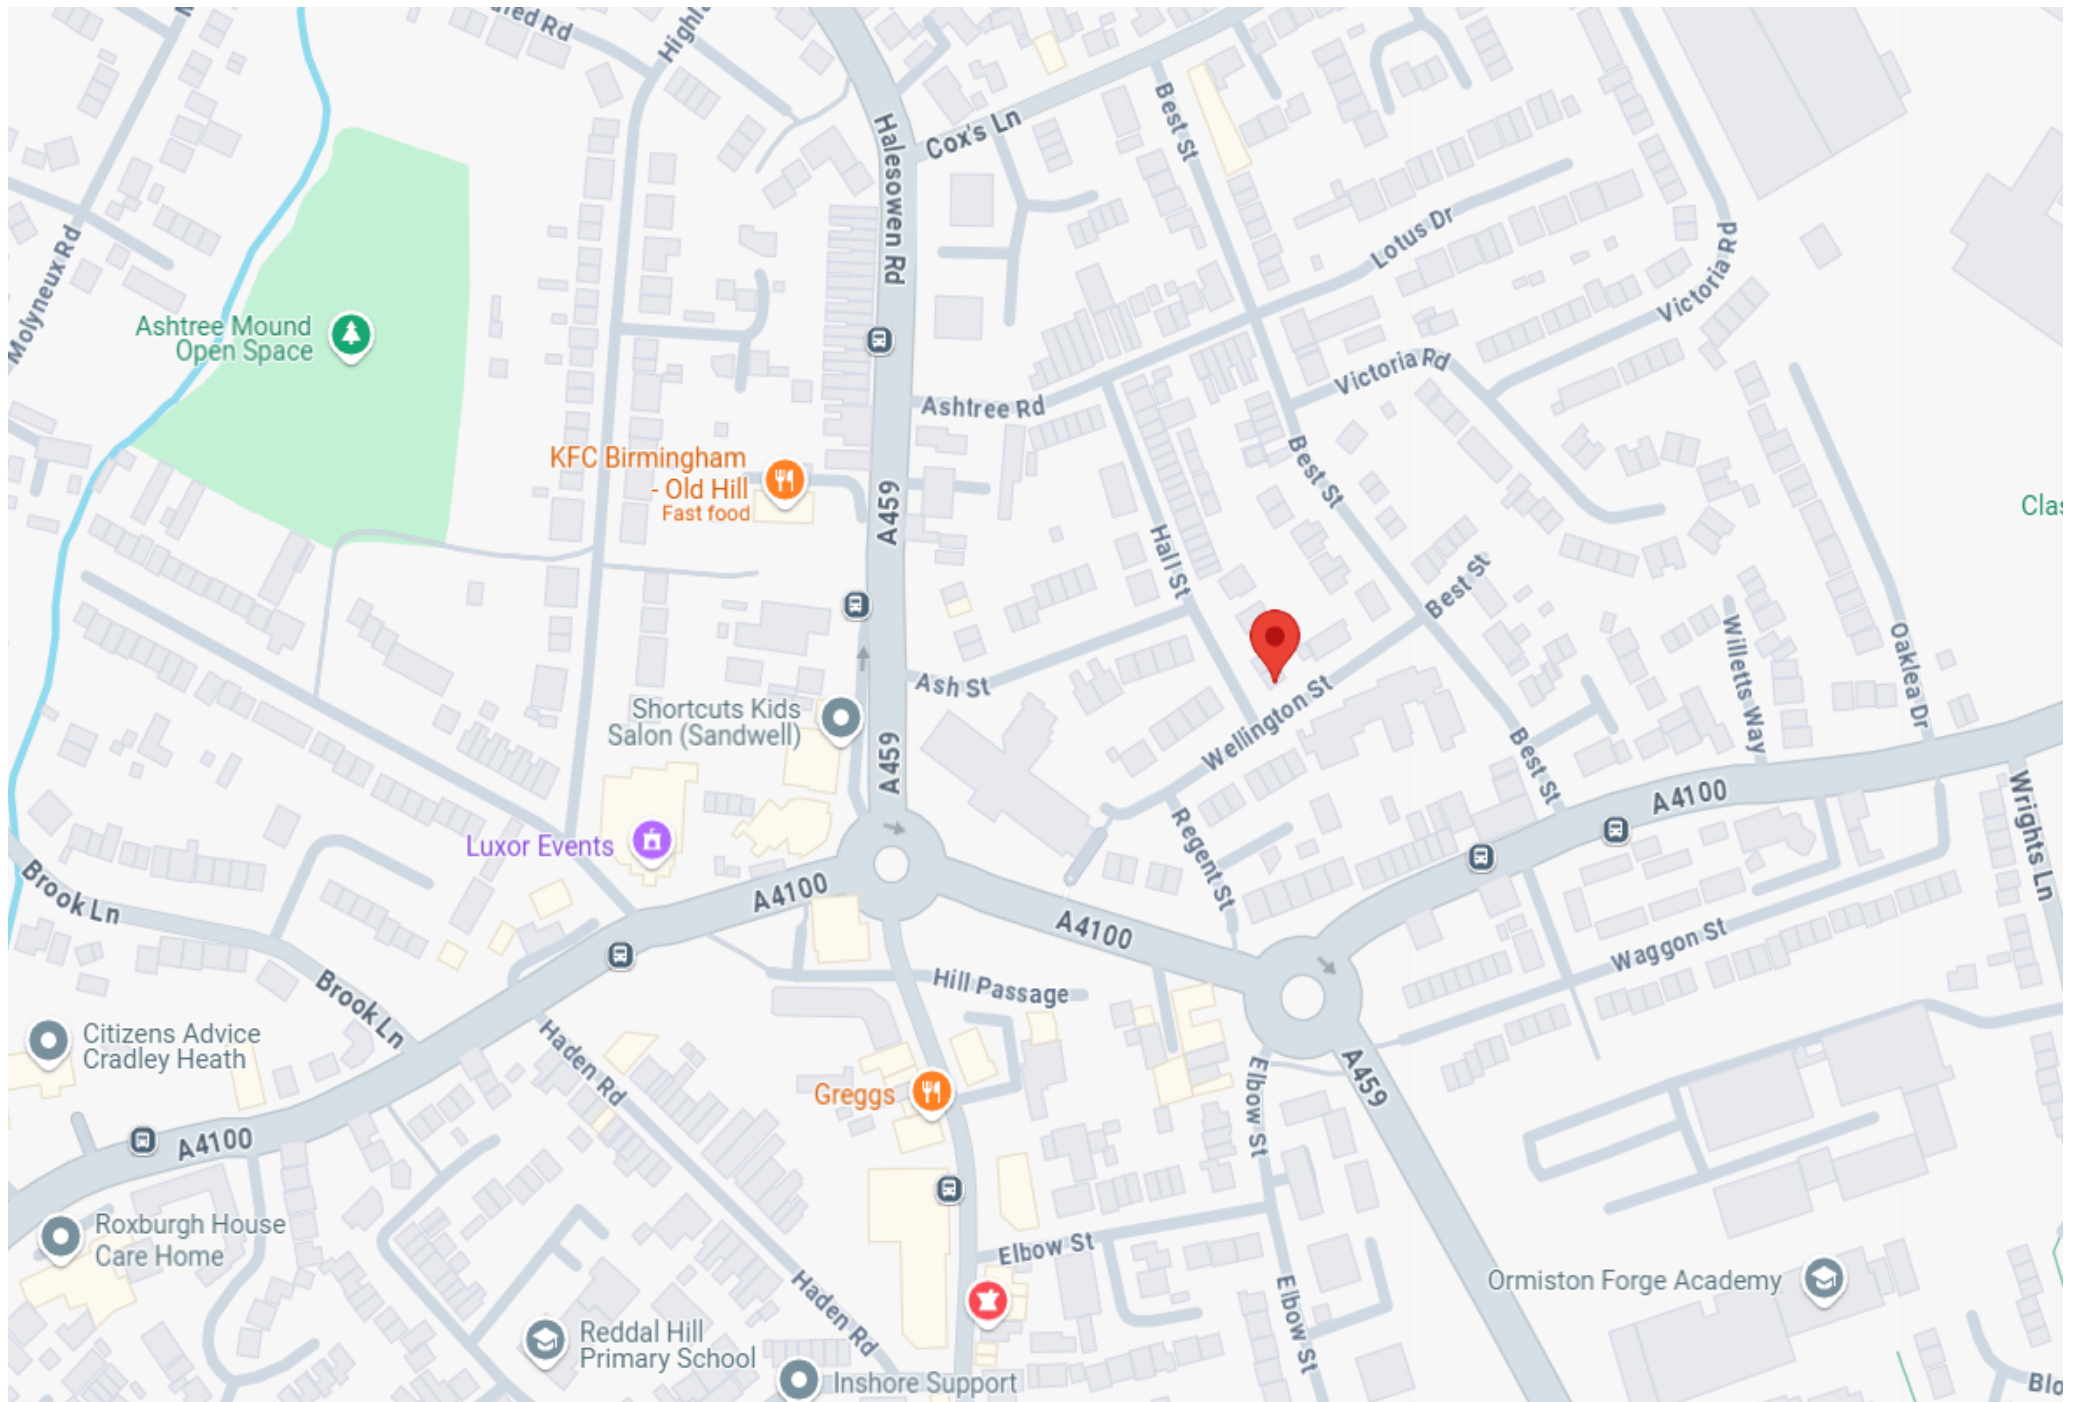 Highl
Halesowen Rd
Cox's Ln
Best St
Lotus Dr
Victoria Rd
Molyneux Rd
Ashtree Mound
Open Space
Victoria Rd
Ashtree Rd
KFC Birmingham
- Old Hill
Fast food
A459
Best St
Clas
Hall St
Best St
Willetts Way
Oaklea Dr
Ash St
Wellington St
Shortcuts Kids
Salon (Sandwell)
A459
Best St
A4100
Wrights Ln
Luxor Events
Regent St
Brook Ln
A4100
A4100
Waggon St
Hill Passage
Brook Ln
Citizens Advice
Cradley Heath
Haden Rd
Greggs
Elbow St
A459
A4100
Roxburgh House
Care Home
Elbow St
Ormiston Forge Academy
Haden Rd
Elbow St
Reddal Hill
Primary School
Inshore Support
Blo